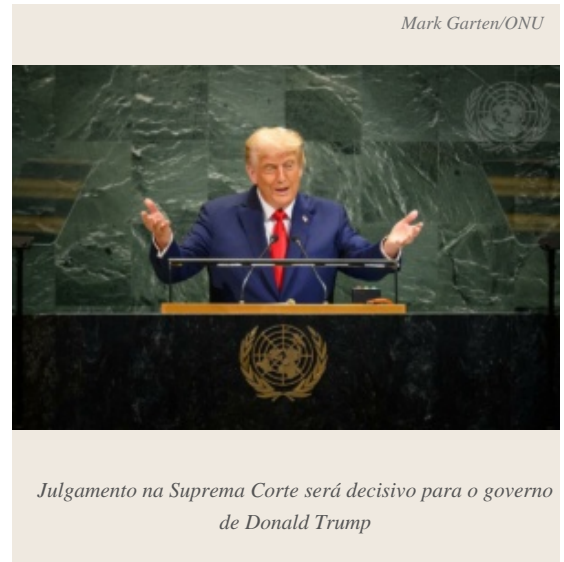 Mark Garten/ONU
Julgamento na Suprema Corte será decisivo para o governo
de Donald Trump